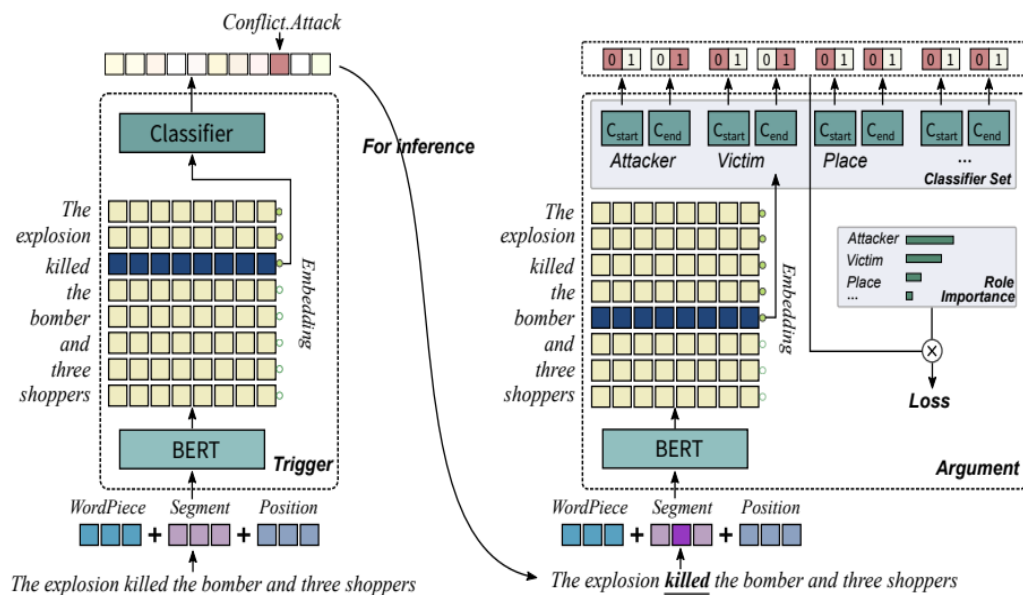 Conflict.Attack
Classifier
The
explosion
killed
the
bomber
and
three
shoppers
Embedding
BERT
Trigger
WordPiece
Segment
Position
+
+
The explosion killed the bomber and three shoppers
For inference
0 1 0 1 0 1 0 1 0 1 0 1 0 1 0 1
Cstart Cend Cstart Cend Cstart Cend Cstart Cend
Attacker Victim Place ...
Classifier Set
The
explosion
killed
the
bomber
and
three
shoppers
Embedding
Attacker
Victim
Place
...
Role
Importance
Loss
BERT
Argument
WordPiece
Segment
Position
+
+
The explosion killed the bomber and three shoppers